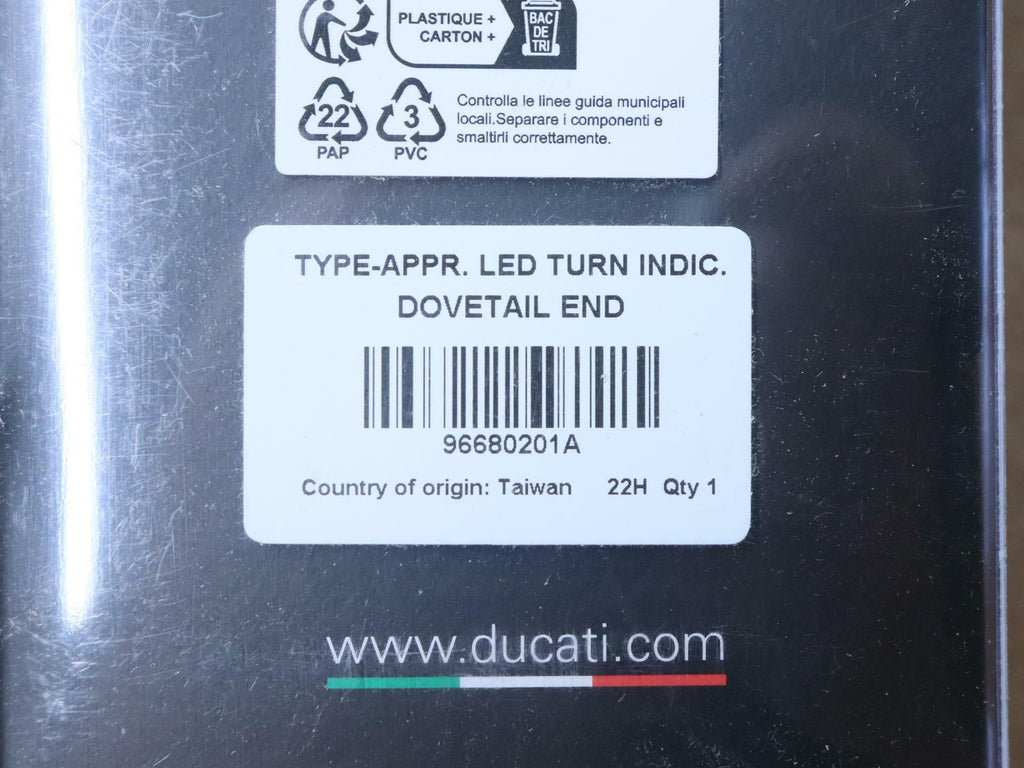 PLASTIQUE +
CARTON +
BAC
DE
TRI
22
PAP
3
PVC
Controlla le linee guida municipali
locali.Separare i componenti e
smaltirli correttamente.
TYPE-APPR. LED TURN INDIC.
DOVETAIL END
96680201A
Country of origin: Taiwan 22H Qty 1
www.ducati.com